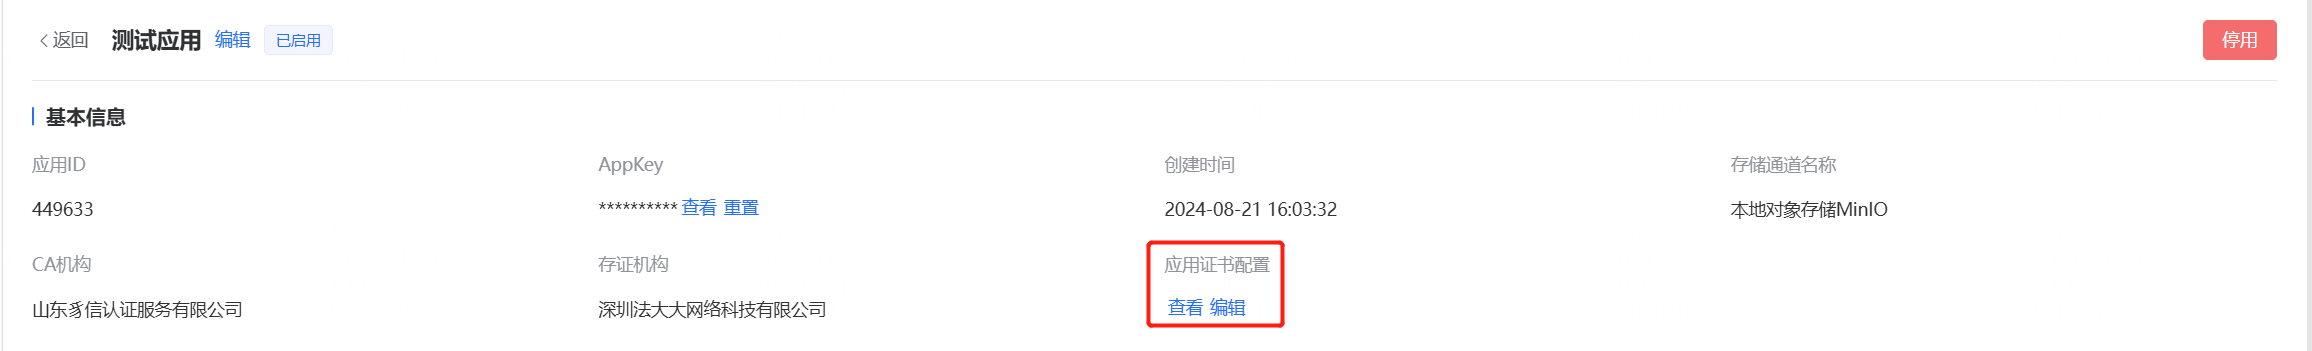 返回 测试应用 编辑 已启用 停用
基本信息
应用ID AppKey 创建时间 存储通道名称
449633 ********** 查看 重置 2024-08-21 16:03:32 本地对象存储MinIO
CA机构 存证机构 应用证书配置
山东豸信认证服务有限公司 深圳法大大网络科技有限公司 查看 编辑